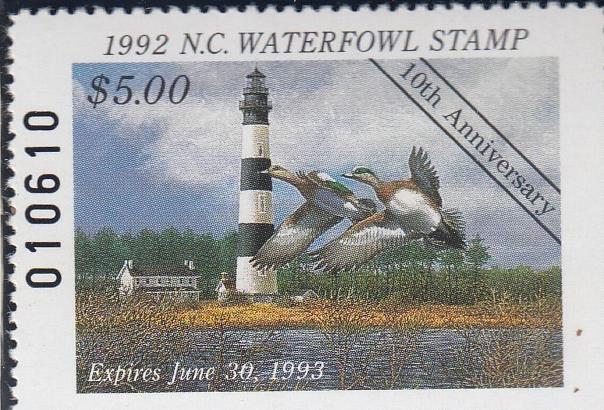 1992 N.C. WATERFOWL STAMP
$5.00
10th Anniversary
010610
Expires June 30, 1993